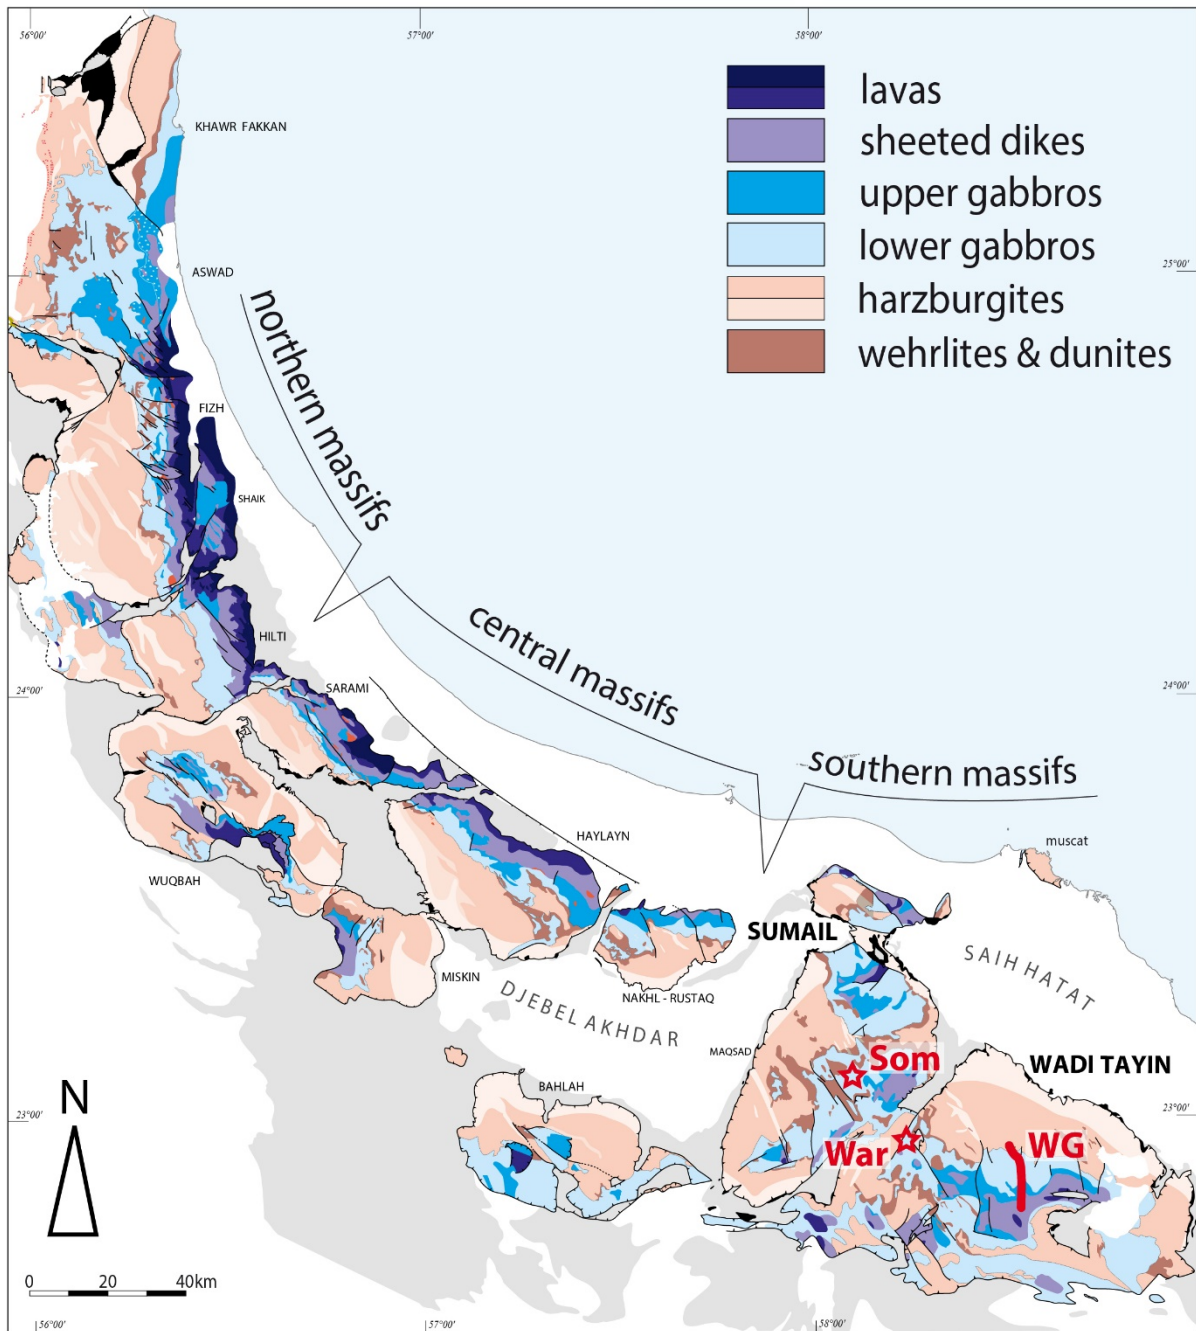 56°00'
57°00'
58°00'
lavas
sheeted dikes
upper gabbros
lower gabbros
harzburgites
wehrlites & dunites
KHAWR FAKKAN
ASWAD
25°00'
northern massifs
FIZH
SHAIK
HILTI
central massifs
24°00'
SARAMI
24°00'
southern massifs
HAYLAYN
muscat
WUQBAH
SUMAIL
SAIH HATAT
MISKIN
NAKHL - RUSTAQ
DJEBEL AKHDAR
MAQSAD
Som
WADI TAYIN
BAHLAH
N
23°00'
23°00'
War
WG
0 20 40km
56°00'
57°00'
58°00'